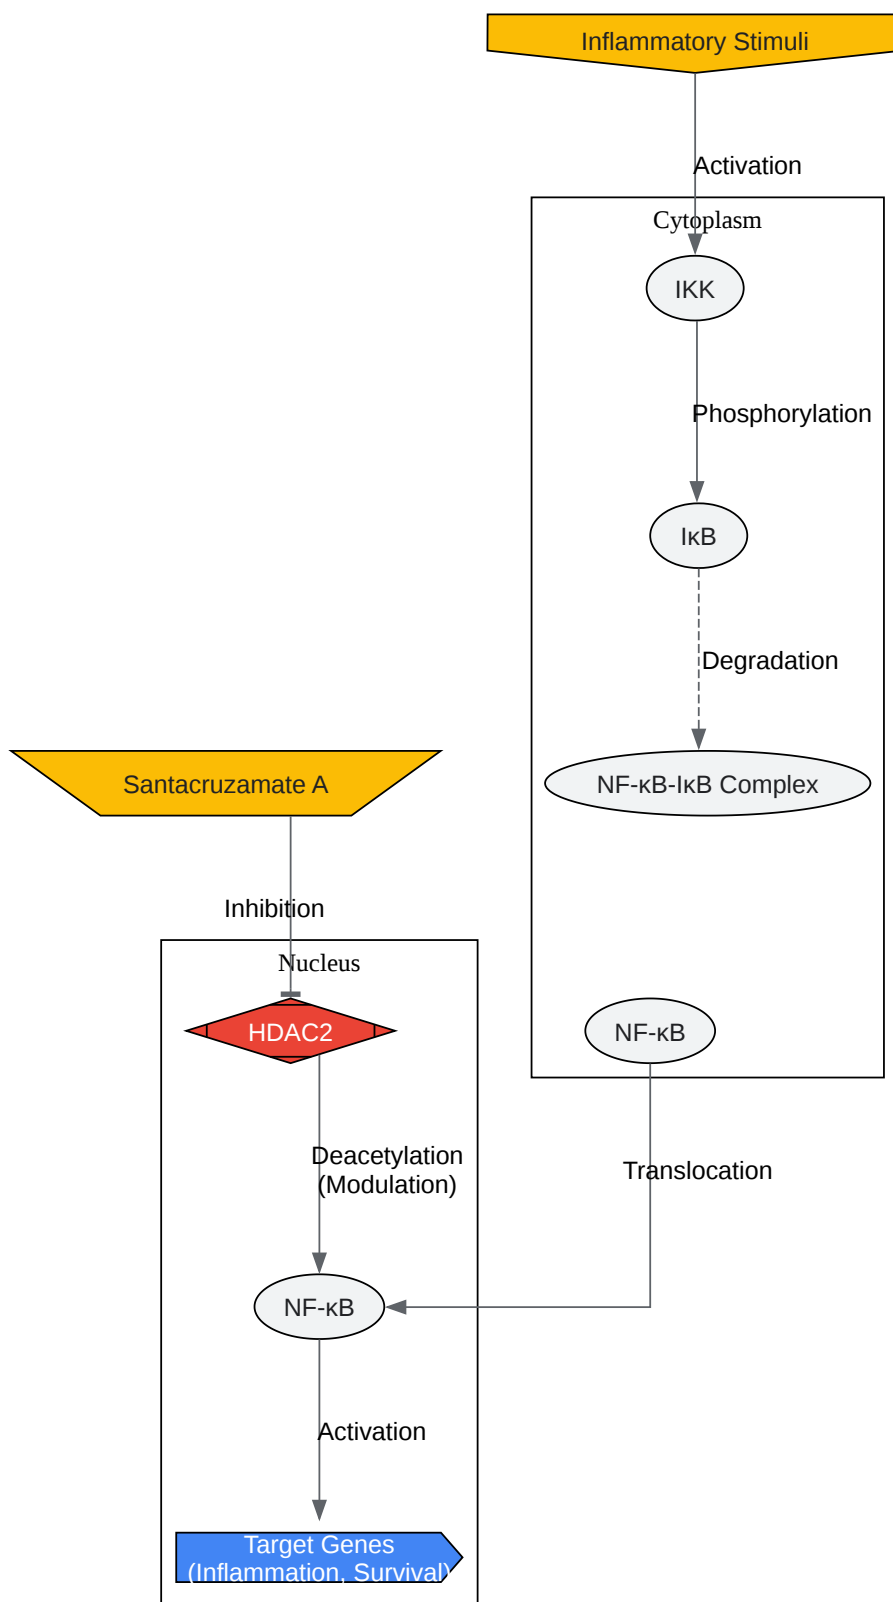 Inflammatory Stimuli
Activation
Cytoplasm
IKK
Phosphorylation
IκB
Degradation
Santacruzamate A
NF-κB-IκB Complex
Inhibition
Nucleus
HDAC2
NF-κB
Deacetylation
(Modulation)
Translocation
NF-κB
Activation
Target Genes
(Inflammation, Survival)